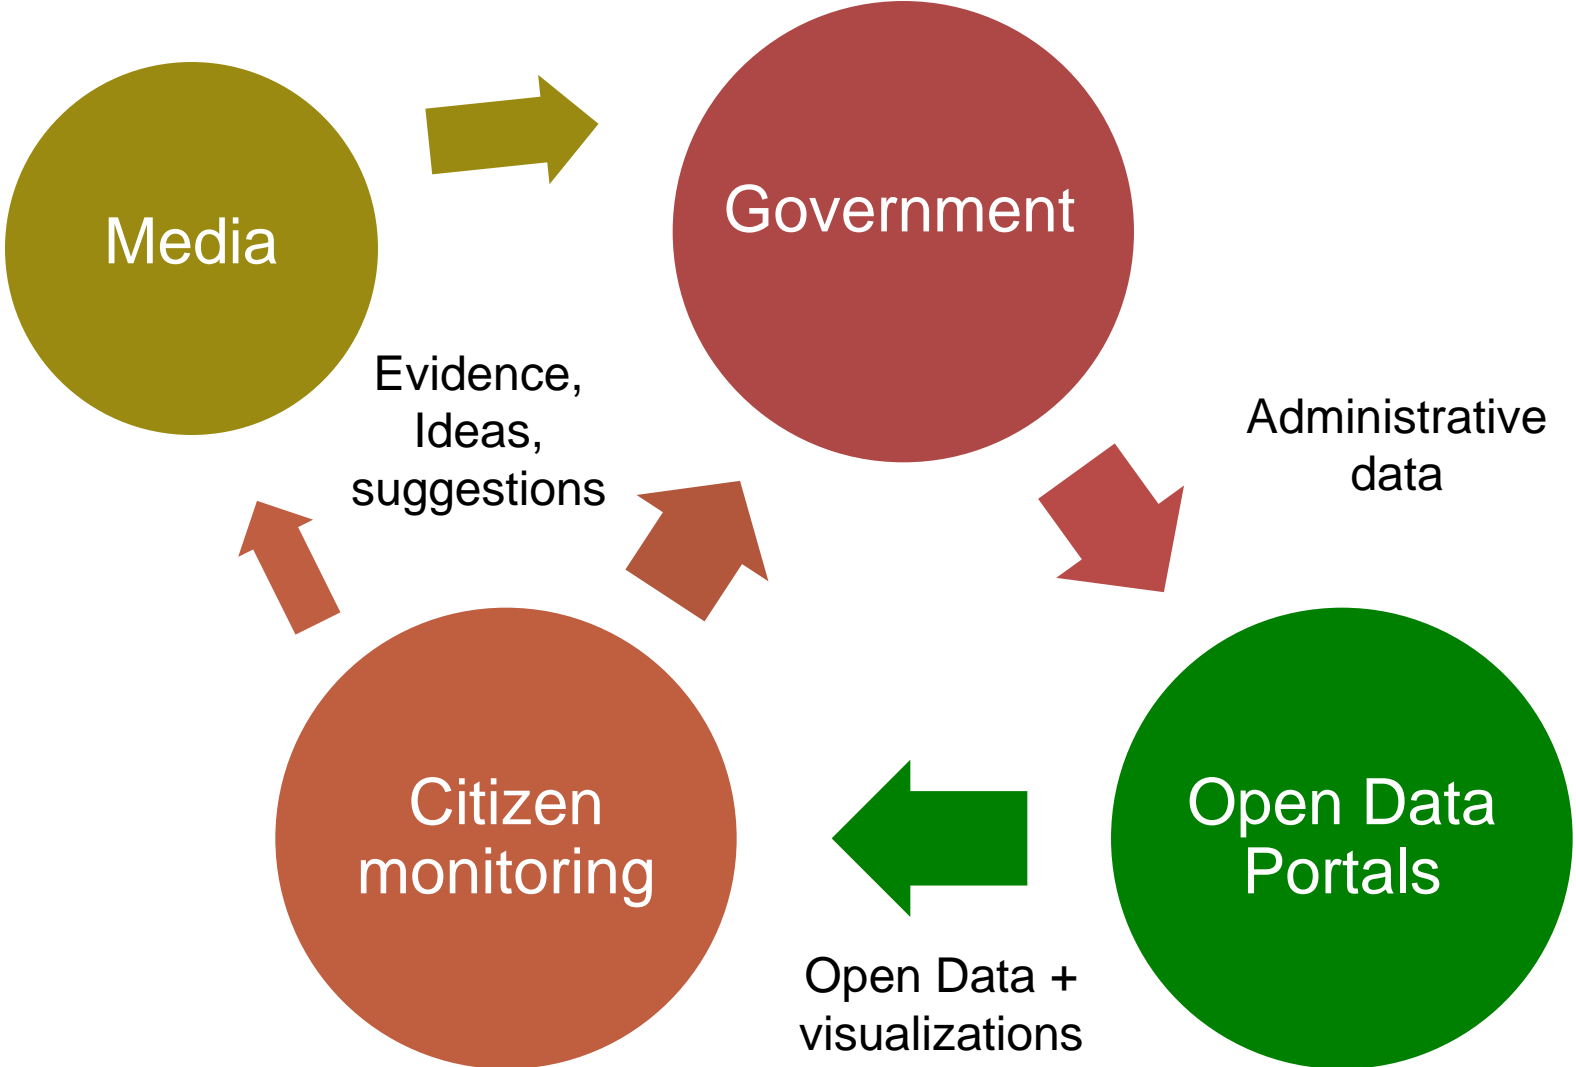 Media
Government
Evidence,
Ideas,
suggestions
Administrative
data
Citizen
monitoring
Open Data
Portals
Open Data +
visualizations